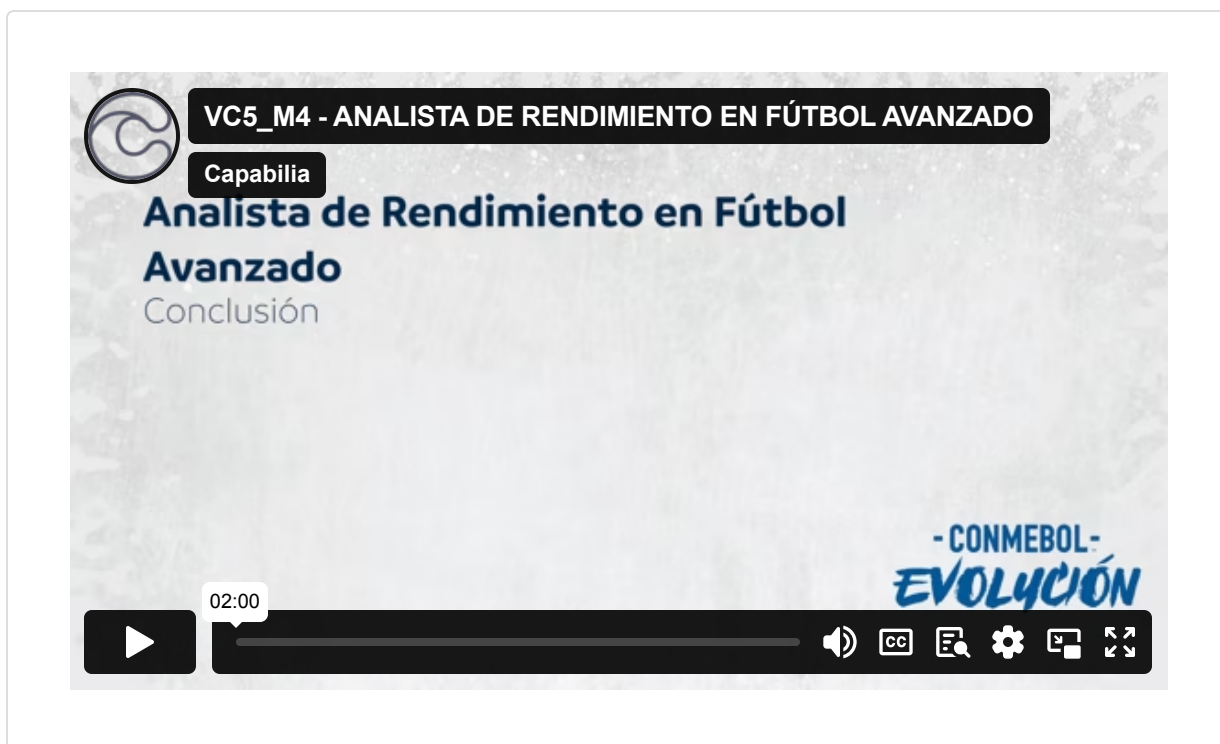 VC5_M4 - ANALISTA DE RENDIMIENTO EN FÚTBOL AVANZADO
Capabilia
Analista de Rendimiento en Fútbol
Avanzado
Conclusión
- CONMEBOL-
EVOLUCIÓN
02:00
CC